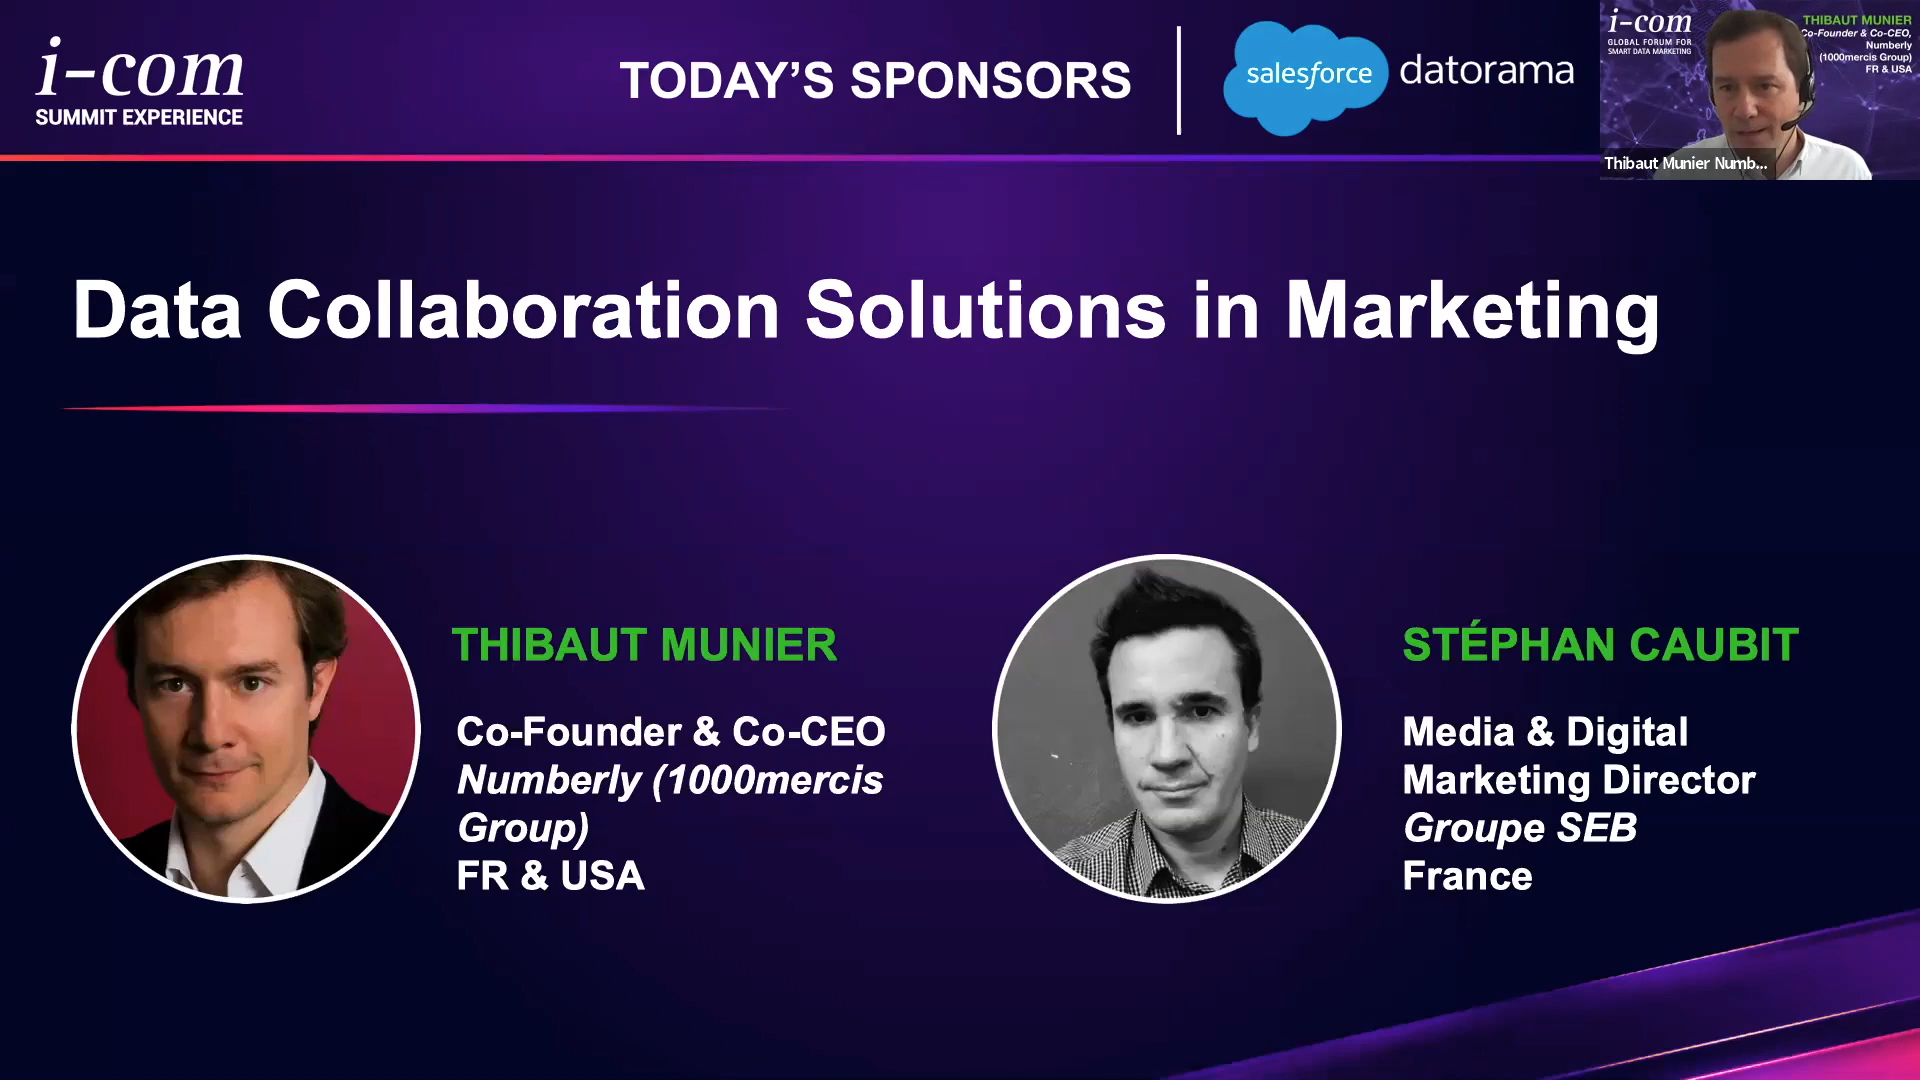 i-com
SUMMIT EXPERIENCE
TODAY’S SPONSORS
salesforce
datorama
i-com
GLOBAL FORUM FOR
SMART DATA MARKETING
THIBAUT MUNIER
Co-Founder & Co-CEO,
Numberly
(1000mercis Group)
FR & USA
Thibaut Munier Numb...
Data Collaboration Solutions in Marketing
THIBAUT MUNIER
Co-Founder & Co-CEO
Numberly (1000mercis
Group)
FR & USA
STÉPHAN CAUBIT
Media & Digital
Marketing Director
Groupe SEB
France